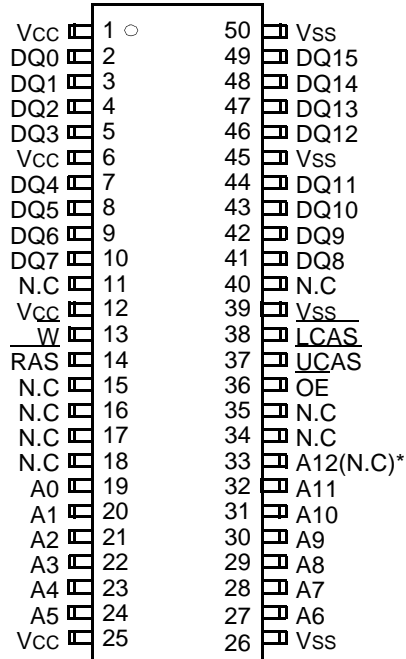 Vcc 1 50 Vss
DQ0 2 49 DQ15
DQ1 3 48 DQ14
DQ2 4 47 DQ13
DQ3 5 46 DQ12
Vcc 6 45 Vss
DQ4 7 44 DQ11
DQ5 8 43 DQ10
DQ6 9 42 DQ9
DQ7 10 41 DQ8
N.C 11 40 N.C
Vcc 12 39 Vss
W 13 38 LCAS
RAS 14 37 UCAS
N.C 15 36 OE
N.C 16 35 N.C
N.C 17 34 N.C
N.C 18 33 A12(N.C)*
A0 19 32 A11
A1 20 31 A10
A2 21 30 A9
A3 22 29 A8
A4 23 28 A7
A5 24 27 A6
Vcc 25 26 Vss